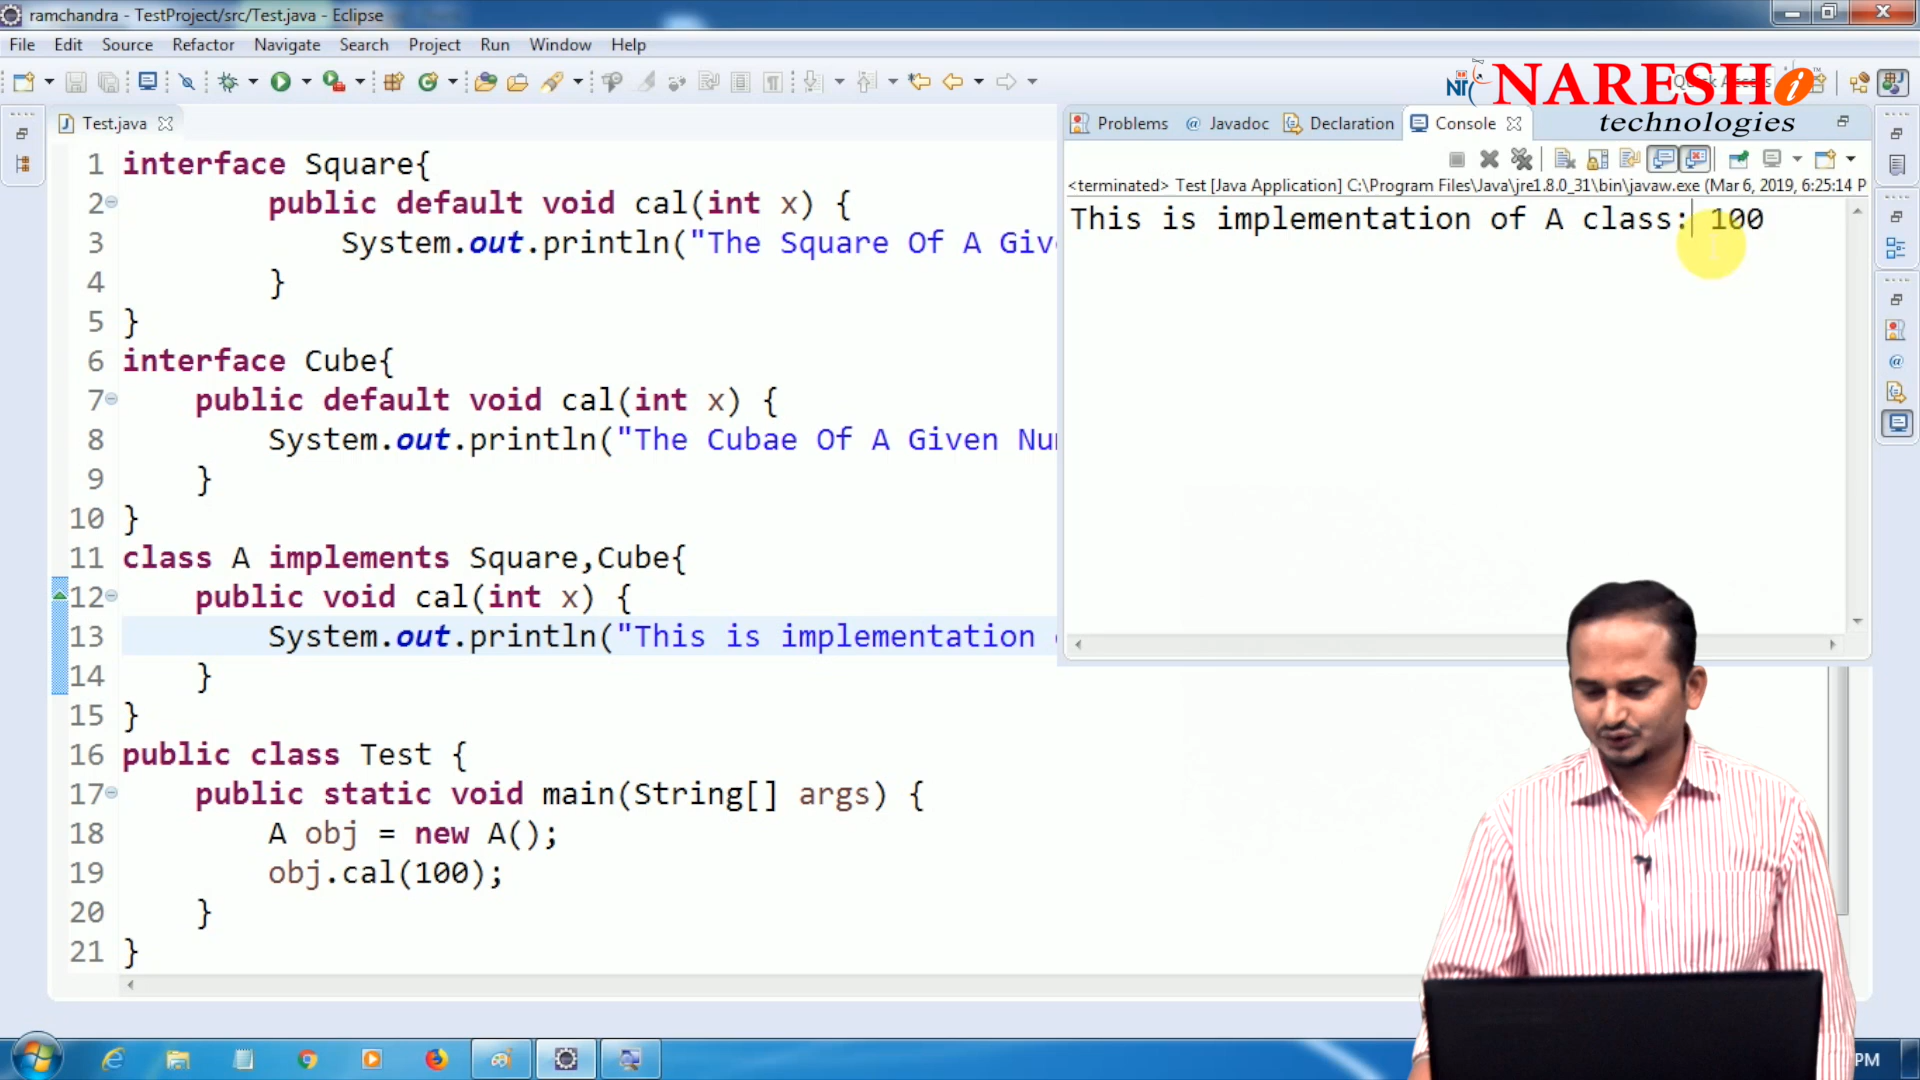 ramchandra - TestProject/src/Test.java - Eclipse
File Edit Source Refactor Navigate Search Project Run Window Help
NARESH i
technologies
Test.java
Problems @ Javadoc Declaration Console
<terminated> Test [Java Application] C:\Program Files\Java\jre1.8.0_31\bin\javaw.exe (Mar 6, 2019, 6:25:14 P
This is implementation of A class: 100
1 interface Square{
2 public default void cal(int x) {
3 System.out.println("The Square Of A Giv
4 }
5 }
6 interface Cube{
7 public default void cal(int x) {
8 System.out.println("The Cubae Of A Given Nu
9 }
10 }
11 class A implements Square,Cube{
12 public void cal(int x) {
13 System.out.println("This is implementation
14 }
15 }
16 public class Test {
17 public static void main(String[] args) {
18 A obj = new A();
19 obj.cal(100);
20 }
21 }
PM